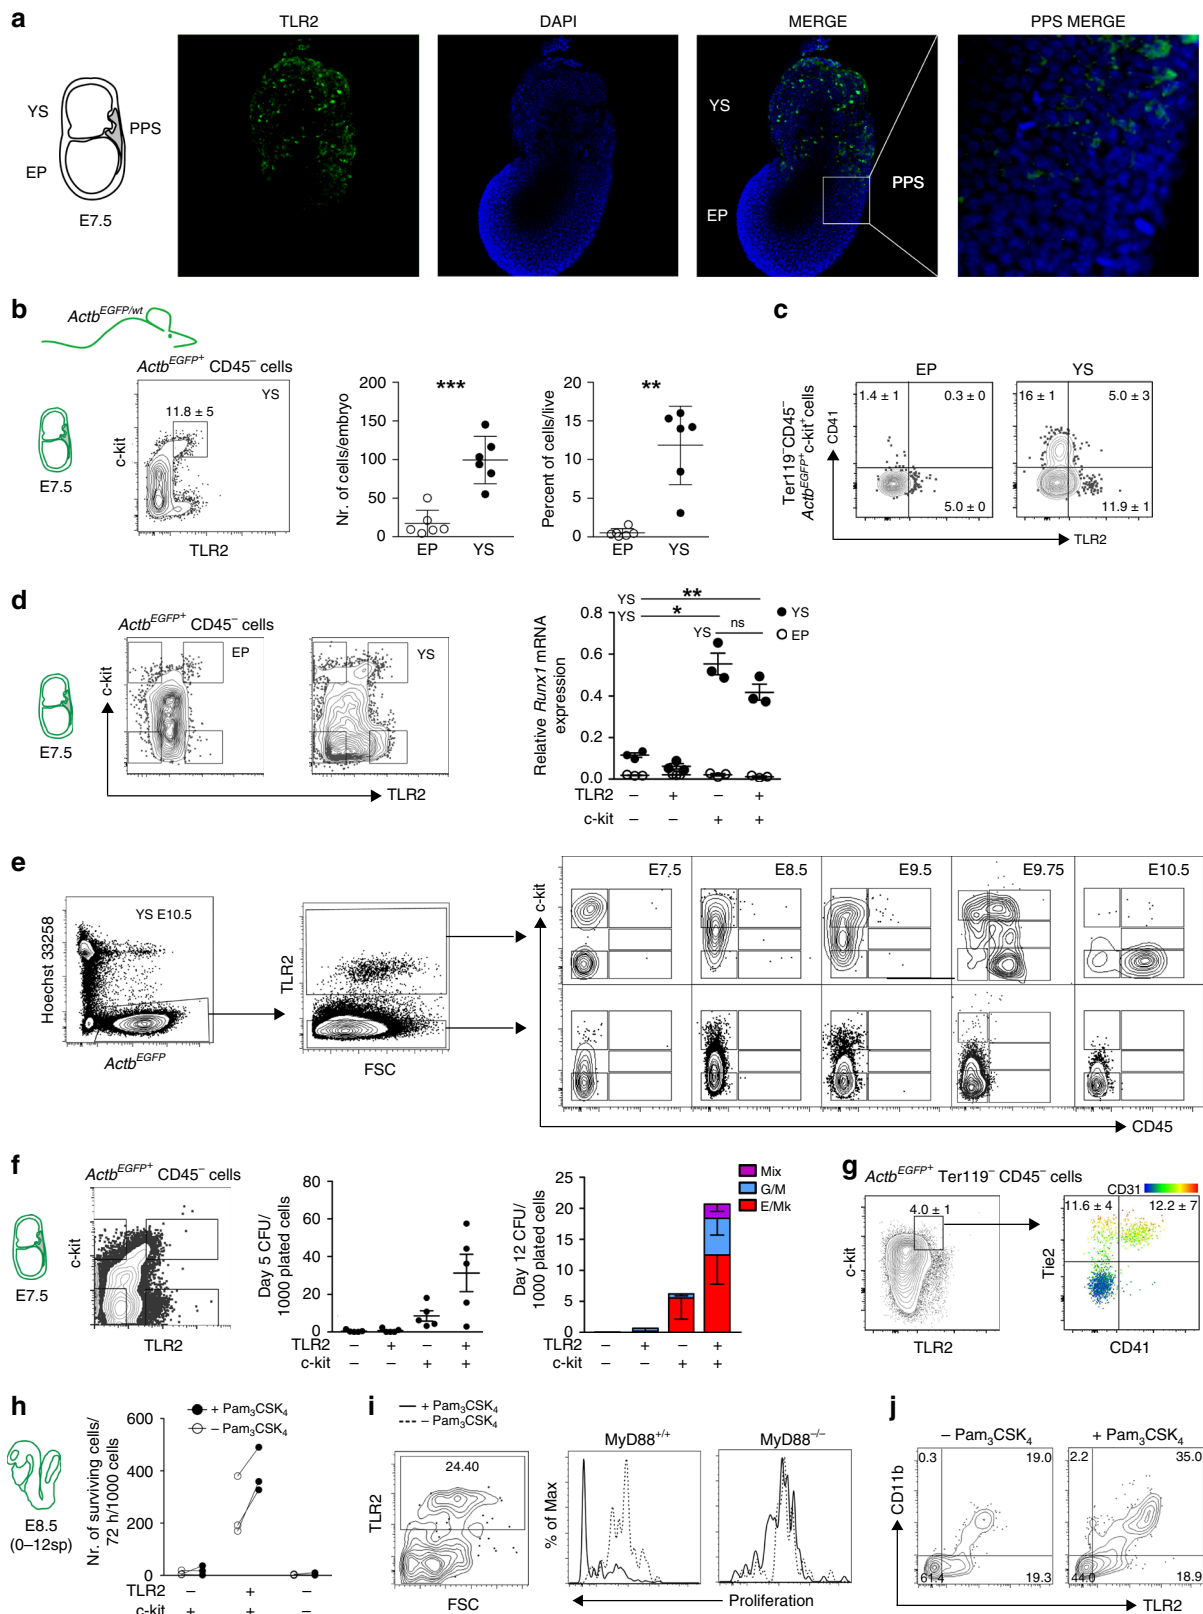 a
TLR2
DAPI
MERGE
PPS MERGE
YS
PPS
EP
E7.5
YS
EP
PPS
b
Actb^EGFP/wt
Actb^EGFP+ CD45− cells
YS
11.8 ± 5
c-kit
E7.5
TLR2
Nr. of cells/embryo
200
150
100
50
0
***
EP
YS
Percent of cells/live
20
15
10
5
0
**
EP
YS
c
EP
YS
Ter119−CD45−
Actb^EGFP+c-kit+cells
CD41
1.4 ± 1
0.3 ± 0
5.0 ± 0
16 ± 1
5.0 ± 3
11.9 ± 1
TLR2
d
Actb^EGFP+ CD45− cells
EP
YS
c-kit
E7.5
TLR2
Relative Runx1 mRNA
expression
0.8
0.6
0.4
0.2
0.0
YS
**
YS
*
YS
ns
YS
EP
TLR2
− + − +
c-kit
− − + +
e
YS E10.5
Hoechst 33258
Actb^EGFP
TLR2
FSC
c-kit
E7.5
E8.5
E9.5
E9.75
E10.5
CD45
f
Actb^EGFP+ CD45− cells
c-kit
E7.5
TLR2
Day 5 CFU/
1000 plated cells
80
60
40
20
0
TLR2
− + − +
c-kit
− − + +
Day 12 CFU/
1000 plated cells
25
20
15
10
5
0
Mix
G/M
E/Mk
TLR2
− + − +
c-kit
− − + +
g
Actb^EGFP+ Ter119− CD45− cells
4.0 ± 1
c-kit
TLR2
CD31
11.6 ± 4
12.2 ± 7
Tie2
CD41
h
+ Pam3CSK4
− Pam3CSK4
E8.5
(0–12sp)
Nr. of surviving cells/
72 h/1000 cells
600
400
200
0
TLR2
− + −
c-kit
+ + −
i
+ Pam3CSK4
− Pam3CSK4
24.40
TLR2
FSC
MyD88+/+
MyD88−/−
% of Max
Proliferation
j
− Pam3CSK4
+ Pam3CSK4
CD11b
0.3
19.0
61.4
19.3
2.2
35.0
44.0
18.9
TLR2